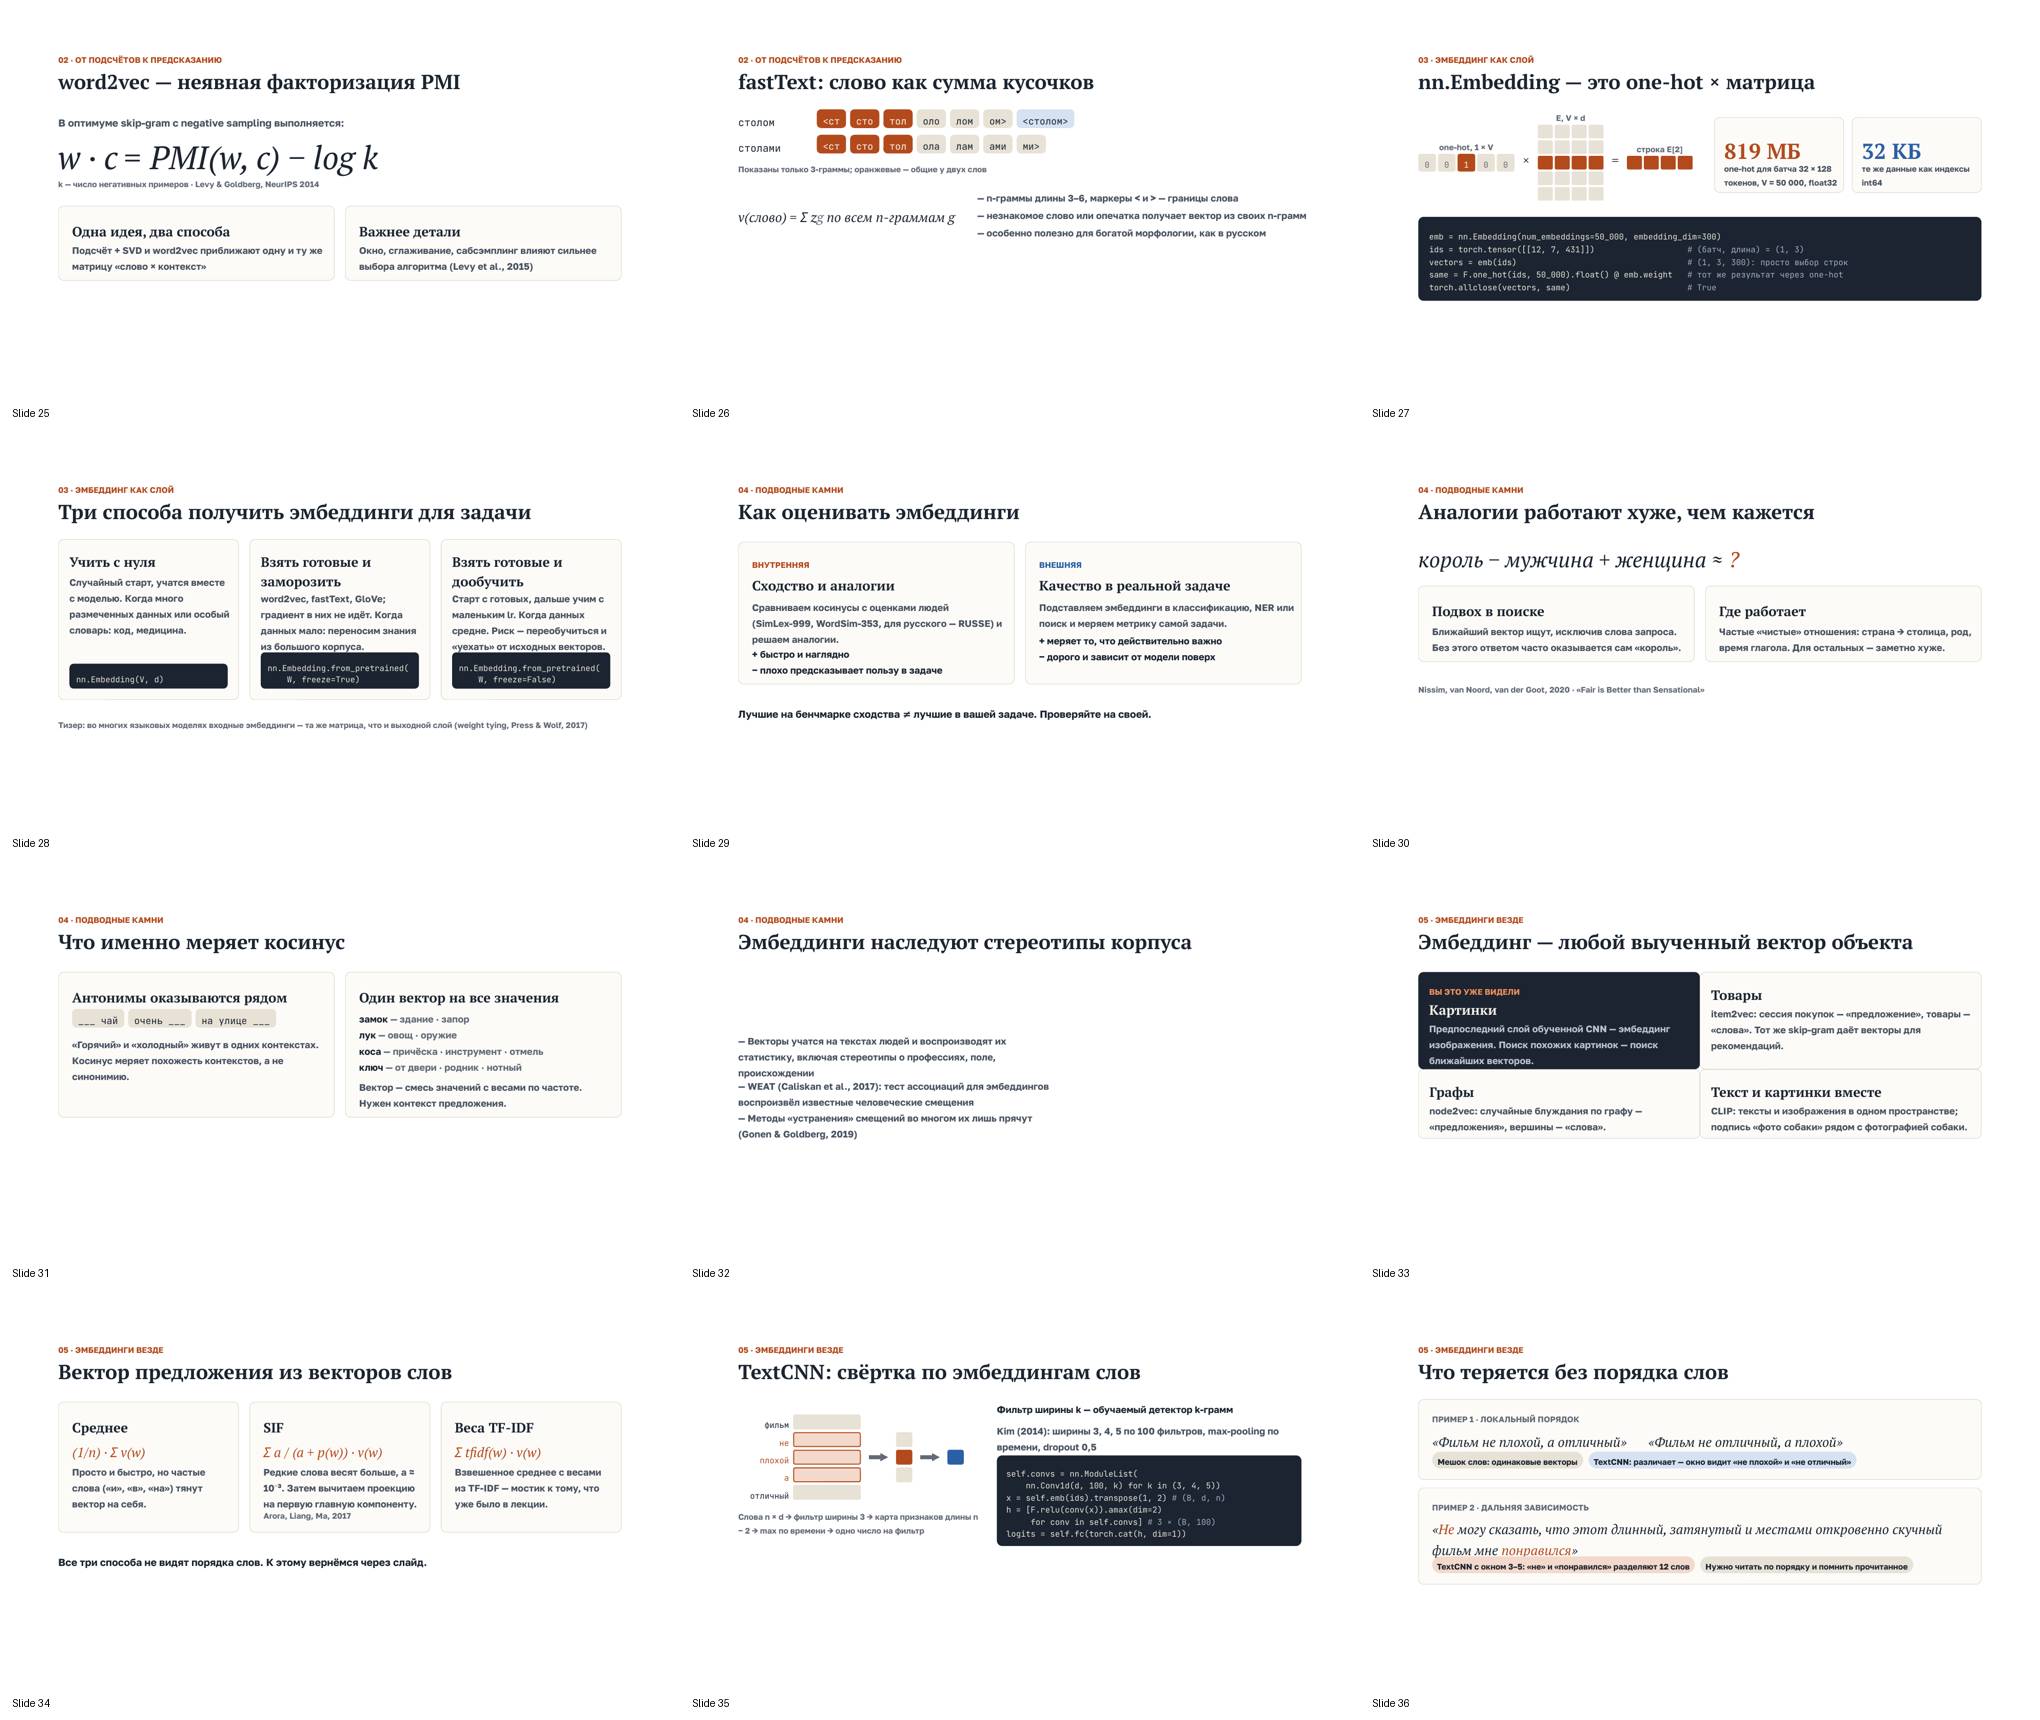 02 · ОТ ПОДСЧЁТОВ К ПРЕДСКАЗАНИЮ
word2vec — неявная факторизация PMI
В оптимуме skip-gram с negative sampling выполняется:
w · c = PMI(w, c) − log k
k — число негативных примеров · Levy & Goldberg, NeurIPS 2014
Одна идея, два способа
Подсчёт + SVD и word2vec приближают одну и ту же
матрицу «слово × контекст»
Важнее детали
Окно, сглаживание, сабсэмплинг влияют сильнее
выбора алгоритма (Levy et al., 2015)
Slide 25
02 · ОТ ПОДСЧЁТОВ К ПРЕДСКАЗАНИЮ
fastText: слово как сумма кусочков
столом <ст сто тол оло лом ом> <столом>
столами <ст сто тол ола лам ами ми>
Показаны только 3-граммы; оранжевые — общие у двух слов
v(слово) = Σ zg по всем n-граммам g
— n-граммы длины 3–6, маркеры < и > — границы слова
— незнакомое слово или опечатка получает вектор из своих n-грамм
— особенно полезно для богатой морфологии, как в русском
Slide 26
03 · ЭМБЕДДИНГ КАК СЛОЙ
nn.Embedding — это one-hot × матрица
E, V × d
one-hot, 1 × V
0 0 1 0 0 × =
строка E[2]
819 МБ
one-hot для батча 32 × 128
токенов, V = 50 000, float32
32 КБ
те же данные как индексы
int64
emb = nn.Embedding(num_embeddings=50_000, embedding_dim=300)
ids = torch.tensor([[12, 7, 431]]) # (батч, длина) = (1, 3)
vectors = emb(ids) # (1, 3, 300): просто выбор строк
same = F.one_hot(ids, 50_000).float() @ emb.weight # тот же результат через one-hot
torch.allclose(vectors, same) # True
Slide 27
03 · ЭМБЕДДИНГ КАК СЛОЙ
Три способа получить эмбеддинги для задачи
Учить с нуля
Случайный старт, учатся вместе
с моделью. Когда много
размеченных данных или особый
словарь: код, медицина.
nn.Embedding(V, d)
Взять готовые и
заморозить
word2vec, fastText, GloVe;
градиент в них не идёт. Когда
данных мало: переносим знания
из большого корпуса.
nn.Embedding.from_pretrained(
W, freeze=True)
Взять готовые и
дообучить
Старт с готовых, дальше учим с
маленьким lr. Когда данных
средне. Риск — переобучиться и
«уехать» от исходных векторов.
nn.Embedding.from_pretrained(
W, freeze=False)
Тизер: во многих языковых моделях входные эмбеддинги — та же матрица, что и выходной слой (weight tying, Press & Wolf, 2017)
Slide 28
04 · ПОДВОДНЫЕ КАМНИ
Как оценивать эмбеддинги
ВНУТРЕННЯЯ
Сходство и аналогии
Сравниваем косинусы с оценками людей
(SimLex-999, WordSim-353, для русского — RUSSE) и
решаем аналогии.
+ быстро и наглядно
− плохо предсказывает пользу в задаче
ВНЕШНЯЯ
Качество в реальной задаче
Подставляем эмбеддинги в классификацию, NER или
поиск и меряем метрику самой задачи.
+ меряет то, что действительно важно
− дорого и зависит от модели поверх
Лучшие на бенчмарке сходства ≠ лучшие в вашей задаче. Проверяйте на своей.
Slide 29
04 · ПОДВОДНЫЕ КАМНИ
Аналогии работают хуже, чем кажется
король − мужчина + женщина ≈ ?
Подвох в поиске
Ближайший вектор ищут, исключив слова запроса.
Без этого ответом часто оказывается сам «король».
Где работает
Частые «чистые» отношения: страна → столица, род,
время глагола. Для остальных — заметно хуже.
Nissim, van Noord, van der Goot, 2020 · «Fair is Better than Sensational»
Slide 30
04 · ПОДВОДНЫЕ КАМНИ
Что именно меряет косинус
Антонимы оказываются рядом
___ чай очень ___ на улице ___
«Горячий» и «холодный» живут в одних контекстах.
Косинус меряет похожесть контекстов, а не
синонимию.
Один вектор на все значения
замок — здание · запор
лук — овощ · оружие
коса — причёска · инструмент · отмель
ключ — от двери · родник · нотный
Вектор — смесь значений с весами по частоте.
Нужен контекст предложения.
Slide 31
04 · ПОДВОДНЫЕ КАМНИ
Эмбеддинги наследуют стереотипы корпуса
— Векторы учатся на текстах людей и воспроизводят их
статистику, включая стереотипы о профессиях, поле,
происхождении
— WEAT (Caliskan et al., 2017): тест ассоциаций для эмбеддингов
воспроизвёл известные человеческие смещения
— Методы «устранения» смещений во многом их лишь прячут
(Gonen & Goldberg, 2019)
Slide 32
05 · ЭМБЕДДИНГИ ВЕЗДЕ
Эмбеддинг — любой выученный вектор объекта
ВЫ ЭТО УЖЕ ВИДЕЛИ
Картинки
Предпоследний слой обученной CNN — эмбеддинг
изображения. Поиск похожих картинок — поиск
ближайших векторов.
Товары
item2vec: сессия покупок — «предложение», товары —
«слова». Тот же skip-gram даёт векторы для
рекомендаций.
Графы
node2vec: случайные блуждания по графу —
«предложения», вершины — «слова».
Текст и картинки вместе
CLIP: тексты и изображения в одном пространстве;
подпись «фото собаки» рядом с фотографией собаки.
Slide 33
05 · ЭМБЕДДИНГИ ВЕЗДЕ
Вектор предложения из векторов слов
Среднее
(1/n) · Σ v(w)
Просто и быстро, но частые
слова («и», «в», «на») тянут
вектор на себя.
SIF
Σ a / (a + p(w)) · v(w)
Редкие слова весят больше, a ≈
10⁻³. Затем вычитаем проекцию
на первую главную компоненту.
Arora, Liang, Ma, 2017
Веса TF-IDF
Σ tfidf(w) · v(w)
Взвешенное среднее с весами
из TF-IDF — мостик к тому, что
уже было в лекции.
Все три способа не видят порядка слов. К этому вернёмся через слайд.
Slide 34
05 · ЭМБЕДДИНГИ ВЕЗДЕ
TextCNN: свёртка по эмбеддингам слов
фильм
не
плохой
а
отличный
Слова n × d → фильтр ширины 3 → карта признаков длины n
− 2 → max по времени → одно число на фильтр
Фильтр ширины k — обучаемый детектор k-грамм
Kim (2014): ширины 3, 4, 5 по 100 фильтров, max-pooling по
времени, dropout 0,5
self.convs = nn.ModuleList(
nn.Conv1d(d, 100, k) for k in (3, 4, 5))
x = self.emb(ids).transpose(1, 2) # (B, d, n)
h = [F.relu(conv(x)).amax(dim=2)
for conv in self.convs] # 3 × (B, 100)
logits = self.fc(torch.cat(h, dim=1))
Slide 35
05 · ЭМБЕДДИНГИ ВЕЗДЕ
Что теряется без порядка слов
ПРИМЕР 1 · ЛОКАЛЬНЫЙ ПОРЯДОК
«Фильм не плохой, а отличный» «Фильм не отличный, а плохой»
Мешок слов: одинаковые векторы TextCNN: различает — окно видит «не плохой» и «не отличный»
ПРИМЕР 2 · ДАЛЬНЯЯ ЗАВИСИМОСТЬ
«Не могу сказать, что этот длинный, затянутый и местами откровенно скучный
фильм мне понравился»
TextCNN с окном 3–5: «не» и «понравился» разделяют 12 слов Нужно читать по порядку и помнить прочитанное
Slide 36